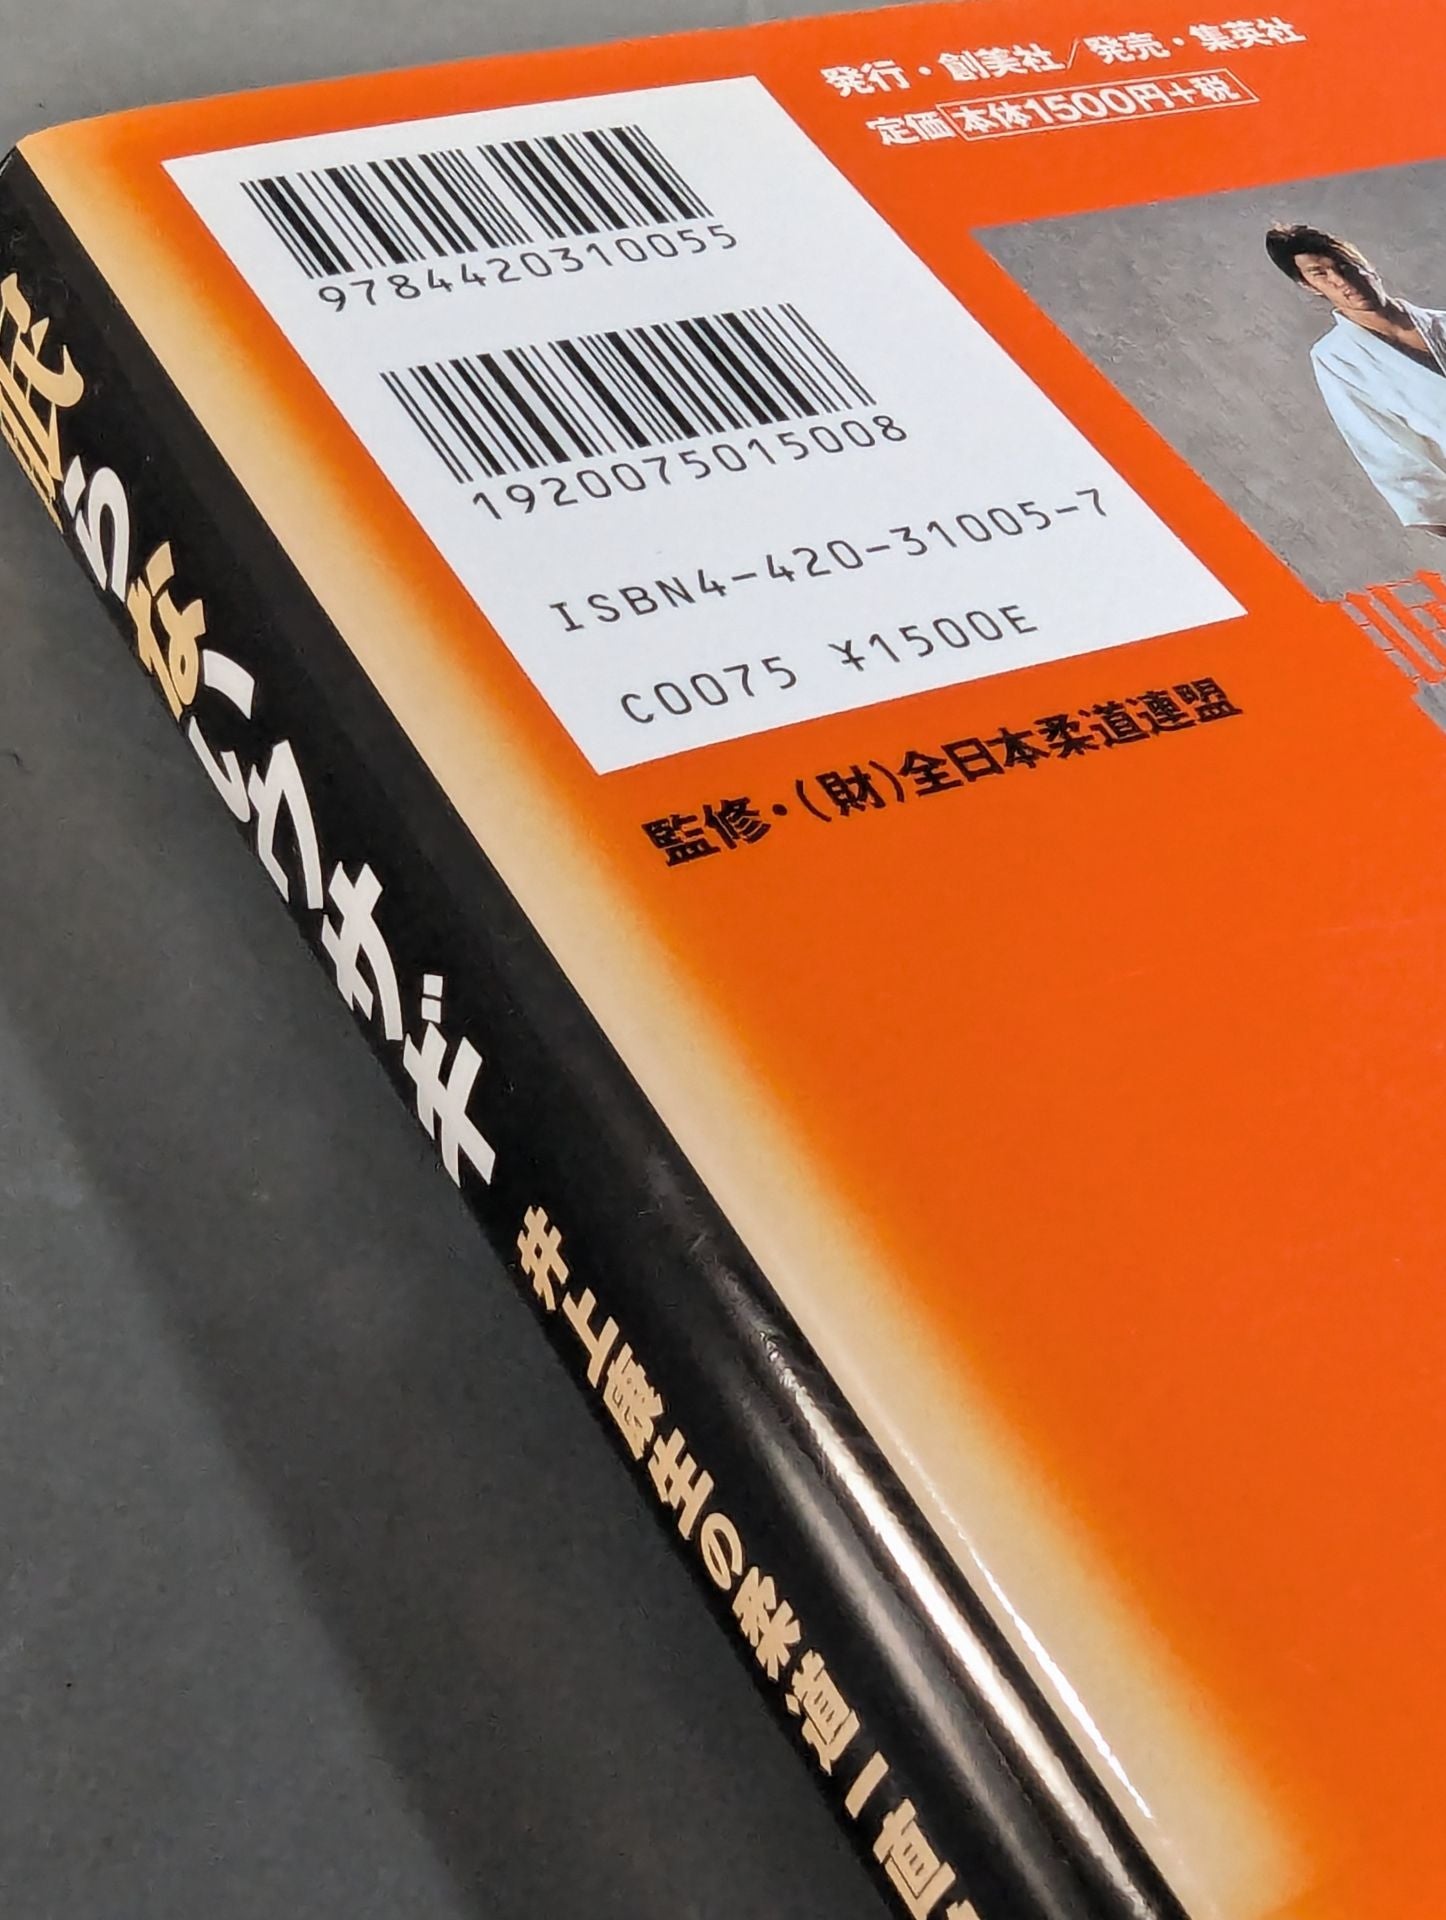 発行・創美社/発売・集英社
定価 本体1500円+税
9784420310055
1920075015008
ISBN4-420-31005-7
C0075 ¥1500E
監修・(財)全日本柔道連盟
井上康生の柔道一直